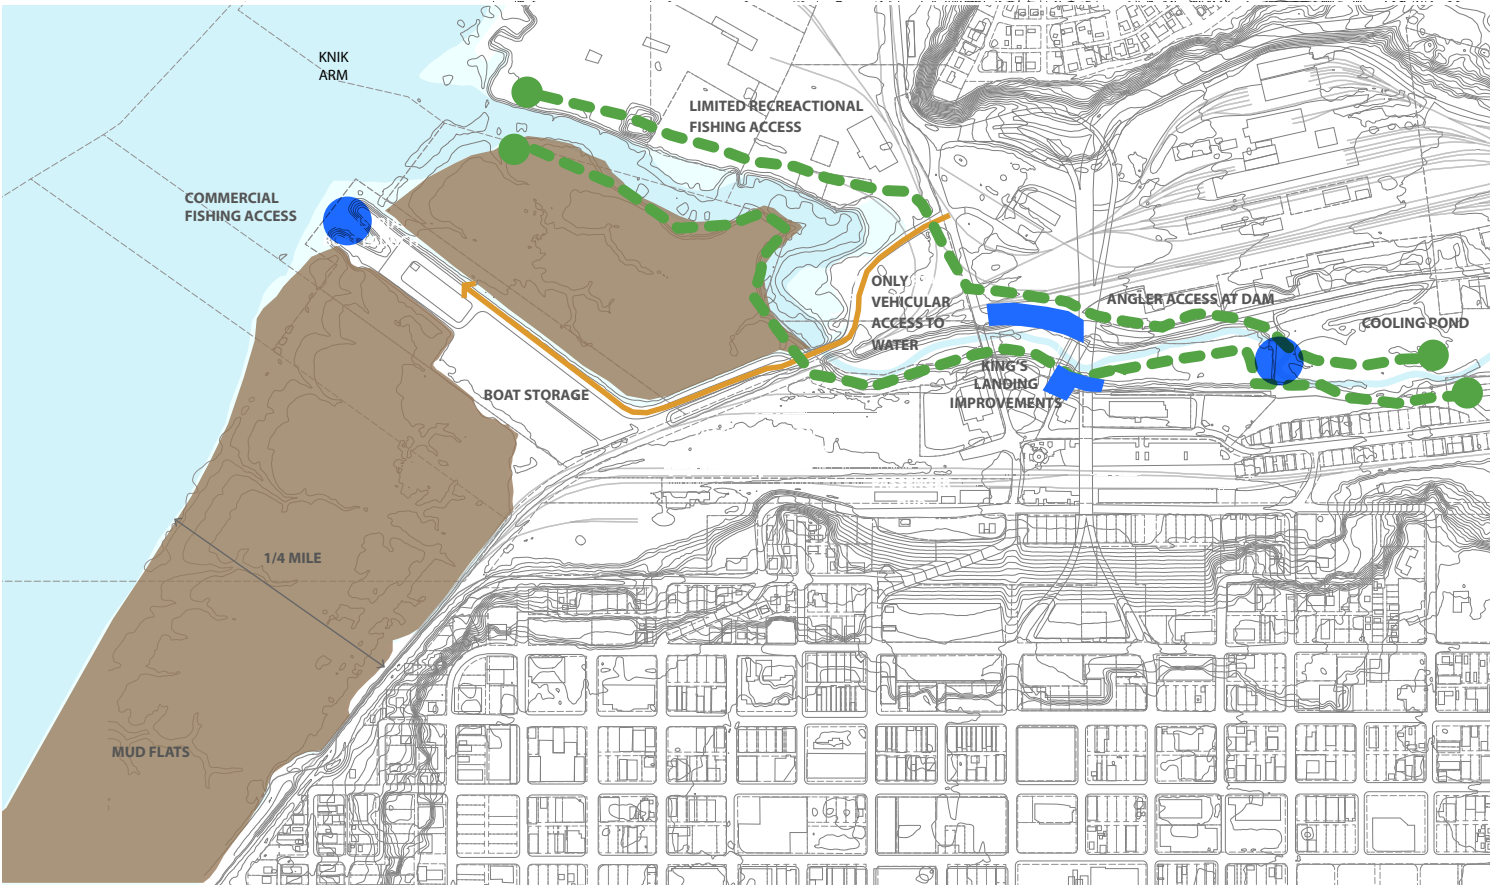 KNIK
ARM
LIMITED RECREACTIONAL
FISHING ACCESS
COMMERCIAL
FISHING ACCESS
ONLY
VEHICULAR
ACCESS TO
WATER
ANGLER ACCESS AT DAM
COOLING POND
KING'S
LANDING
IMPROVEMENTS
BOAT STORAGE
1/4 MILE
MUD FLATS